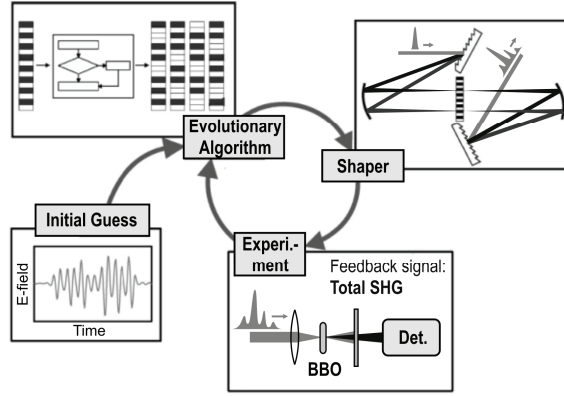 Evolutionary
Algorithm
Shaper
Initial Guess
E-field
Time
Experi.-
ment
Feedback signal:
Total SHG
BBO
Det.